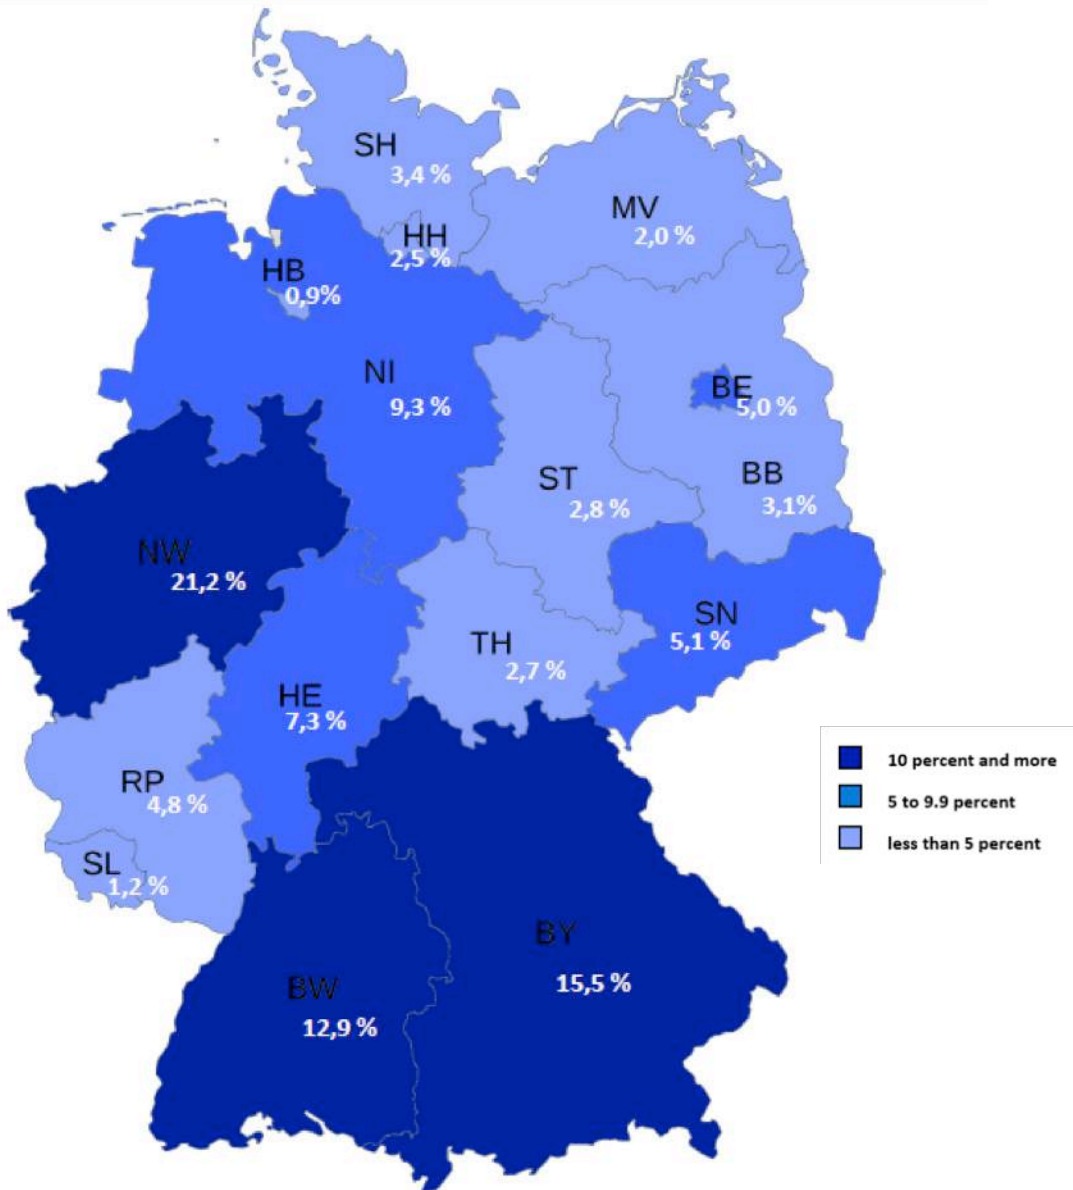 SH
3,4 %
MV
2,0 %
HH
2,5 %
HB
0,9%
NI
9,3 %
BE
5,0 %
ST
2,8 %
BB
3,1%
NW
21,2 %
SN
5,1 %
TH
2,7 %
HE
7,3 %
RP
4,8 %
SL
1,2 %
BY
15,5 %
BW
12,9 %
10 percent and more
5 to 9.9 percent
less than 5 percent